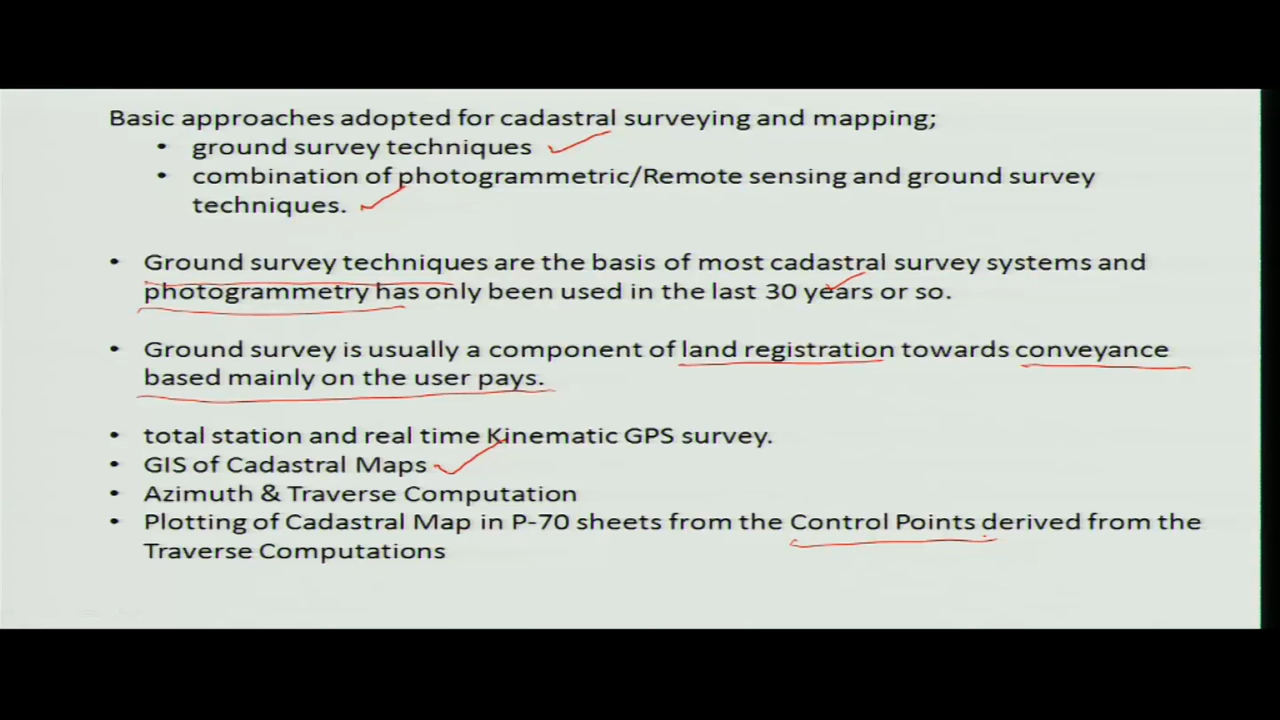 Basic approaches adopted for cadastral surveying and mapping;
• ground survey techniques
• combination of photogrammetric/Remote sensing and ground survey
techniques.
• Ground survey techniques are the basis of most cadastral survey systems and
photogrammetry has only been used in the last 30 years or so.
• Ground survey is usually a component of land registration towards conveyance
based mainly on the user pays.
• total station and real time Kinematic GPS survey.
• GIS of Cadastral Maps
• Azimuth & Traverse Computation
• Plotting of Cadastral Map in P-70 sheets from the Control Points derived from the
Traverse Computations